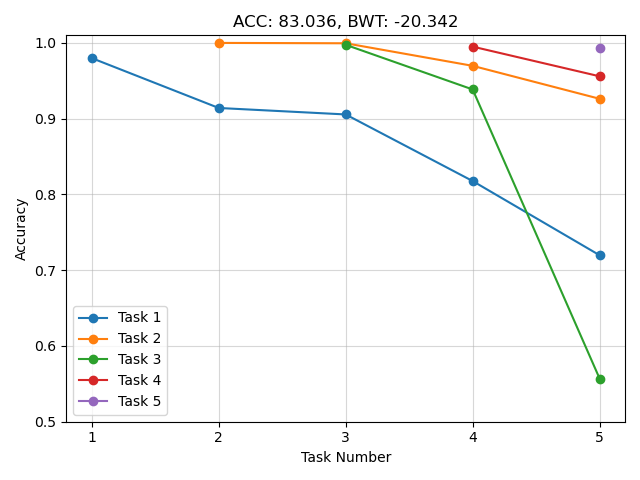 ACC: 83.036, BWT: -20.342
1.0
0.9
0.8
0.7
0.6
0.5
Accuracy
Task 1
Task 2
Task 3
Task 4
Task 5
1 2 3 4 5
Task Number